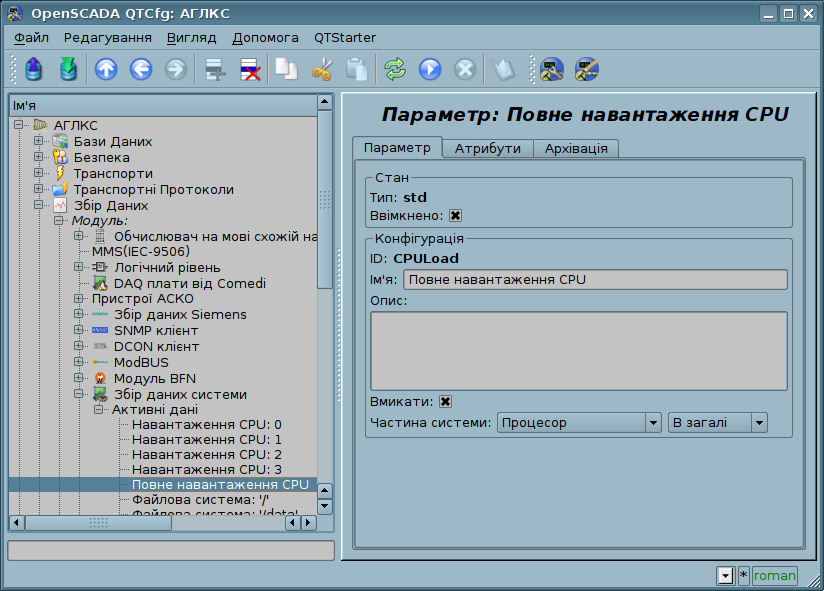 OpenSCADA QTCfg: АГЛКС
Файл Редагування Вигляд Допомога QTStarter
Ім'я
АГЛКС
Бази Даних
Безпека
Транспорти
Транспортні Протоколи
Збір Даних
Модуль:
Обчислювач на мові схожій на
MMS(IEC-9506)
Логічний рівень
DAQ плати від Comedi
Пристрої АСКО
Збір даних Siemens
SNMP клієнт
DCON клієнт
ModBUS
Модуль BFN
Збір даних системи
Активні дані
Навантаження CPU: 0
Навантаження CPU: 1
Навантаження CPU: 2
Навантаження CPU: 3
Повне навантаження CPU
Файлова система: '/'
Файлова система: '/data'
Параметр: Повне навантаження CPU
Параметр Атрибути Архівація
Стан
Тип: std
Ввімкнено:
Конфігурація
ID: CPULoad
Ім'я: Повне навантаження CPU
Опис:
Вмикати:
Частина системи: Процесор В загалі
* roman